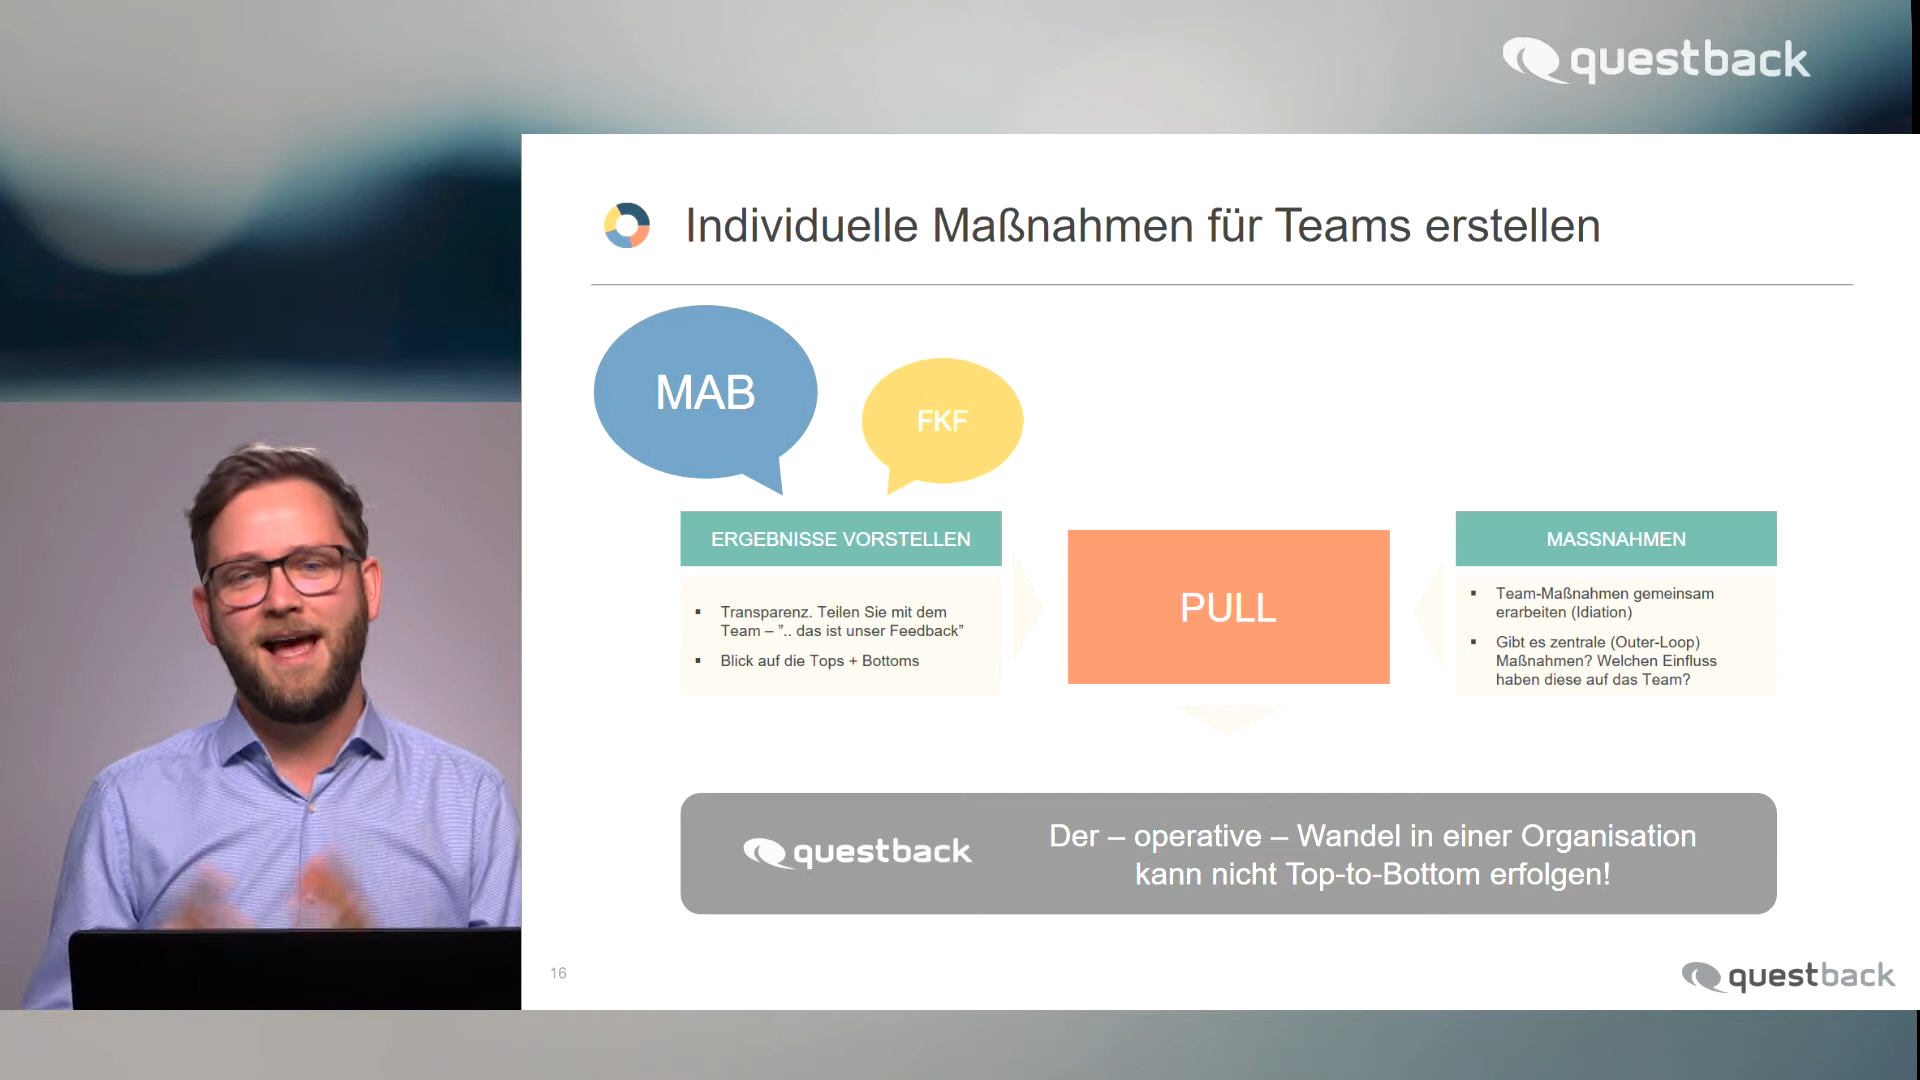 questback
Individuelle Maßnahmen für Teams erstellen
MAB
FKF
ERGEBNISSE VORSTELLEN
▪ Transparenz. Teilen Sie mit dem
Team – ”.. das ist unser Feedback”
▪ Blick auf die Tops + Bottoms
PULL
MASSNAHMEN
▪ Team-Maßnahmen gemeinsam
erarbeiten (Idiation)
▪ Gibt es zentrale (Outer-Loop)
Maßnahmen? Welchen Einfluss
haben diese auf das Team?
questback
Der – operative – Wandel in einer Organisation
kann nicht Top-to-Bottom erfolgen!
16
questback